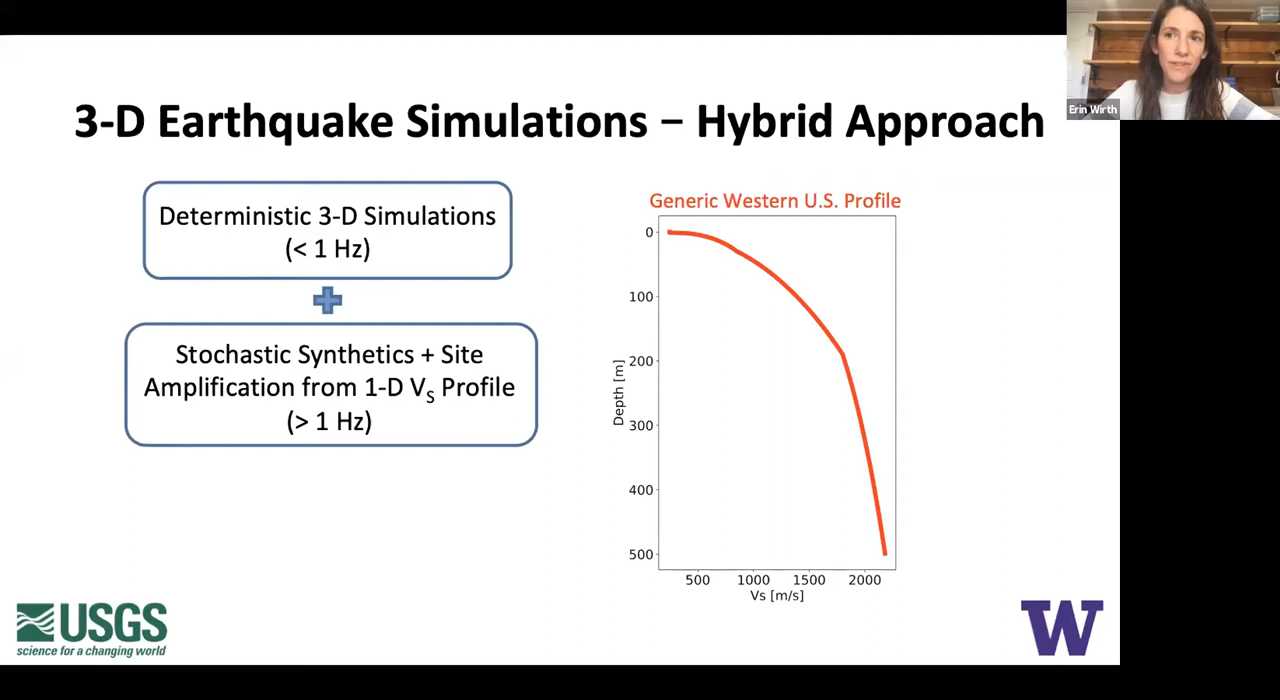 3-D Earthquake Simulations – Hybrid Approach
Erin Wirth
Deterministic 3-D Simulations
(< 1 Hz)
Stochastic Synthetics + Site
Amplification from 1-D VS Profile
(> 1 Hz)
Generic Western U.S. Profile
0
100
200
300
400
500
Depth [m]
500 1000 1500 2000
Vs [m/s]
USGS
science for a changing world
W